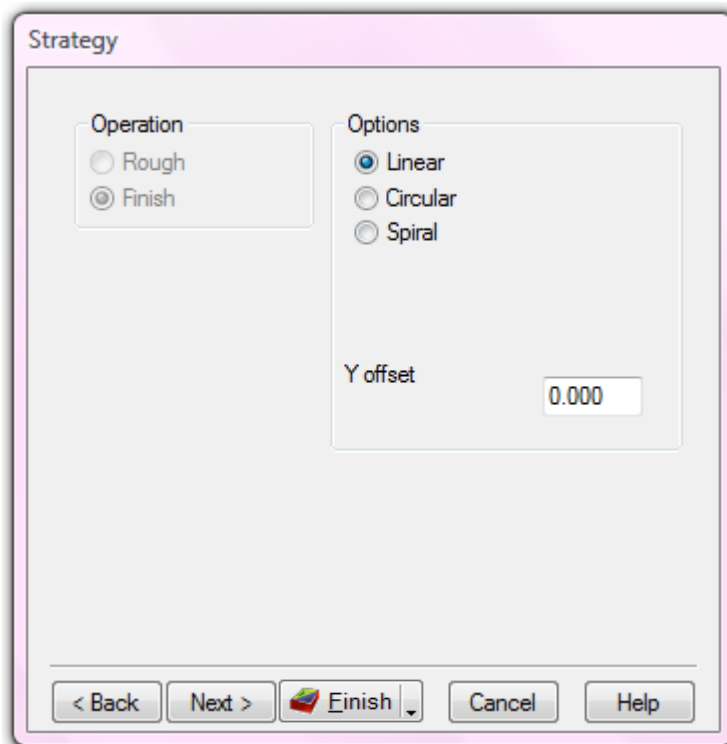 Strategy
Operation
Rough
Finish
Options
Linear
Circular
Spiral
Y offset
0.000
< Back Next > Finish Cancel Help